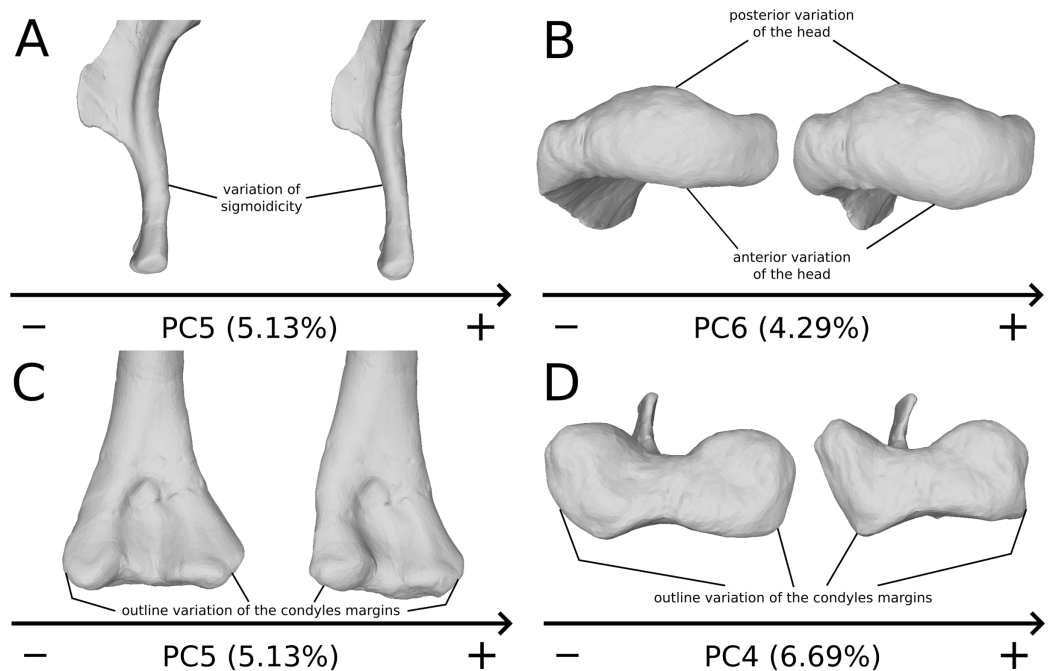 A
variation of
sigmoidicity
− PC5 (5.13%) +
B
posterior variation
of the head
anterior variation
of the head
− PC6 (4.29%) +
C
outline variation of the condyles margins
− PC5 (5.13%) +
D
outline variation of the condyles margins
− PC4 (6.69%) +